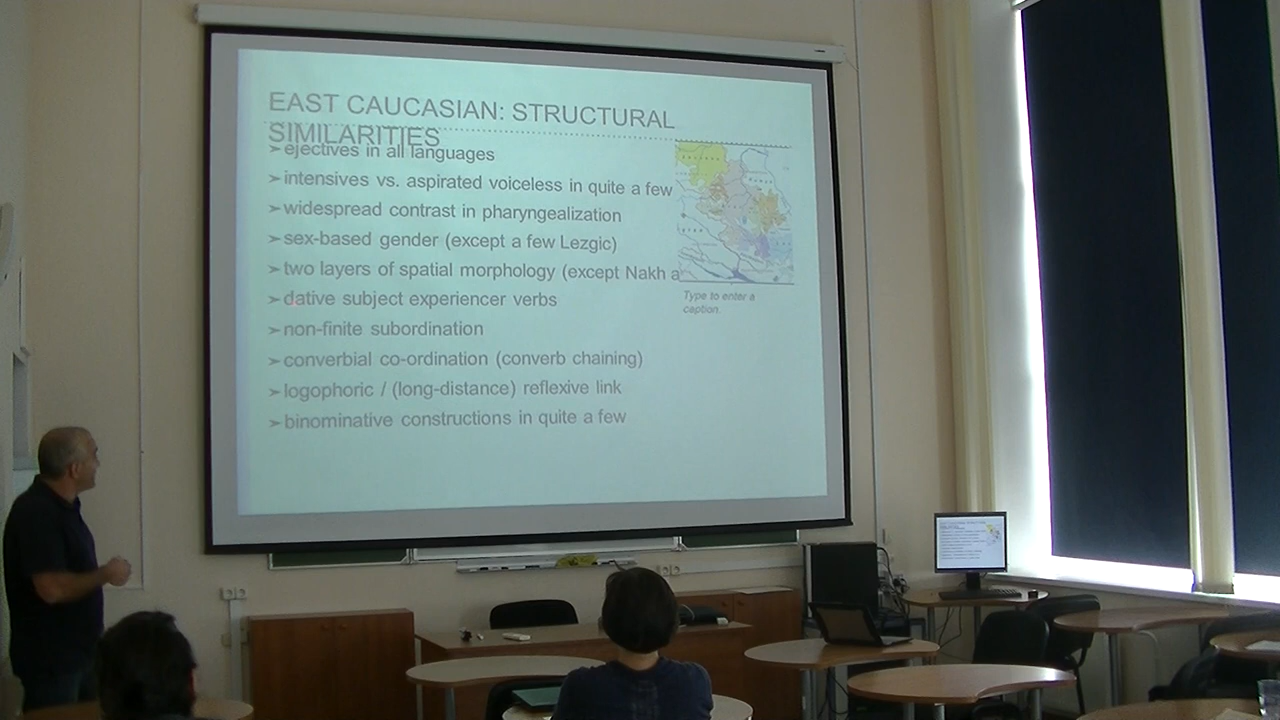 EAST CAUCASIAN: STRUCTURAL
SIMILARITIES
➢ejectives in all languages
➢intensives vs. aspirated voiceless in quite a few
➢widespread contrast in pharyngealization
➢sex-based gender (except a few Lezgic)
➢two layers of spatial morphology (except Nakh a
➢dative subject experiencer verbs
➢non-finite subordination
➢converbial co-ordination (converb chaining)
➢logophoric / (long-distance) reflexive link
➢binominative constructions in quite a few
Type to enter a
caption.